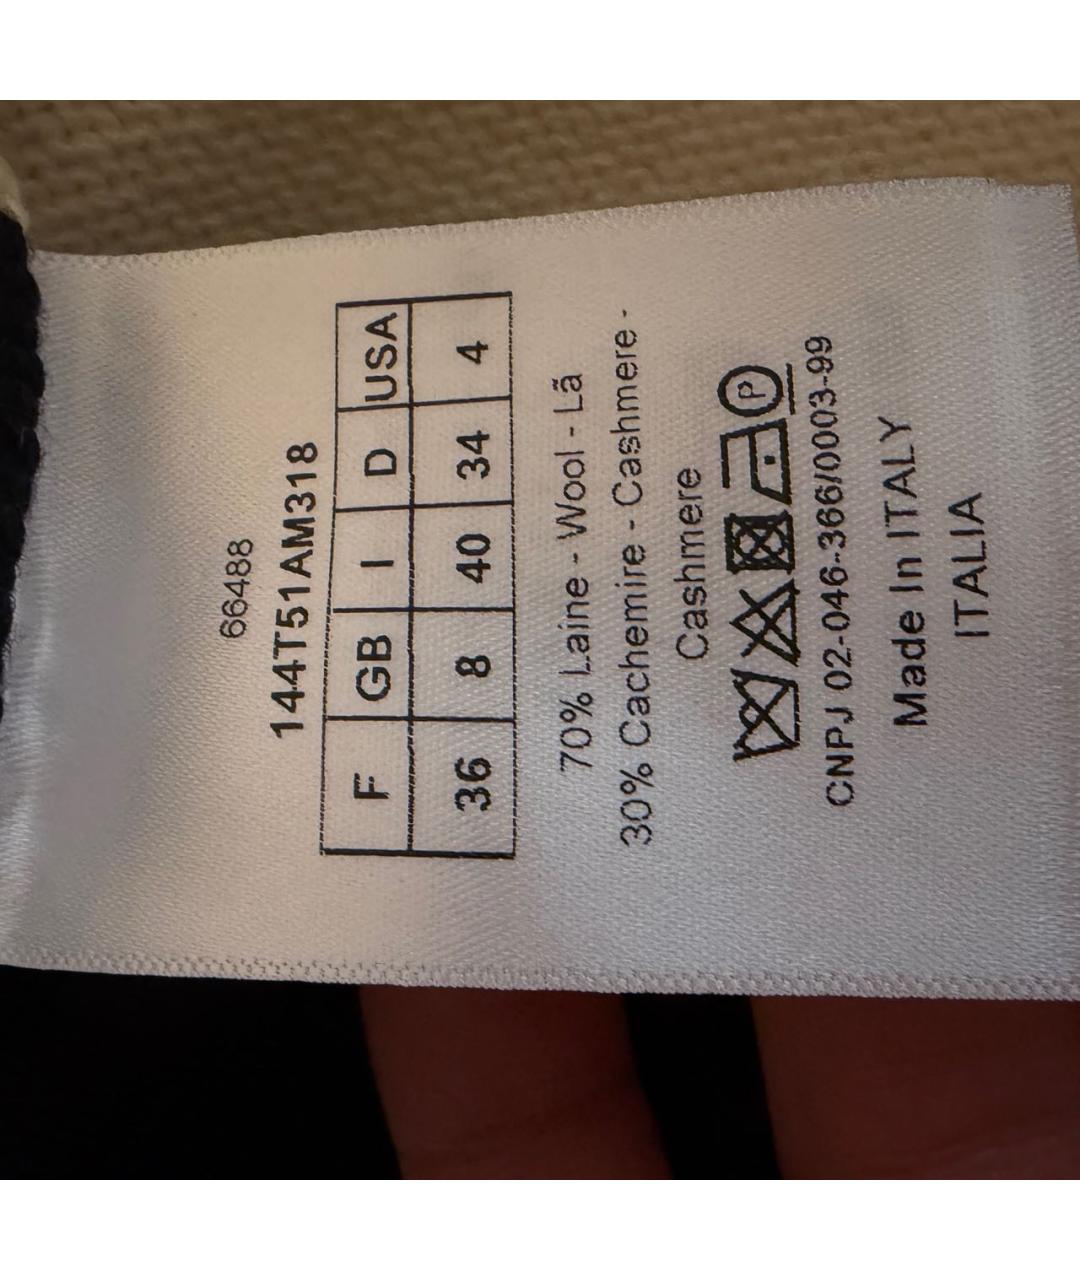 66488
144T51AM318
F GB I D USA
36 8 40 34 4
70% Laine - Wool - Lã
30% Cachemire - Cashmere -
Cashmere
P
CNPJ 02-046-366/0003-99
Made In ITALY
ITALIA